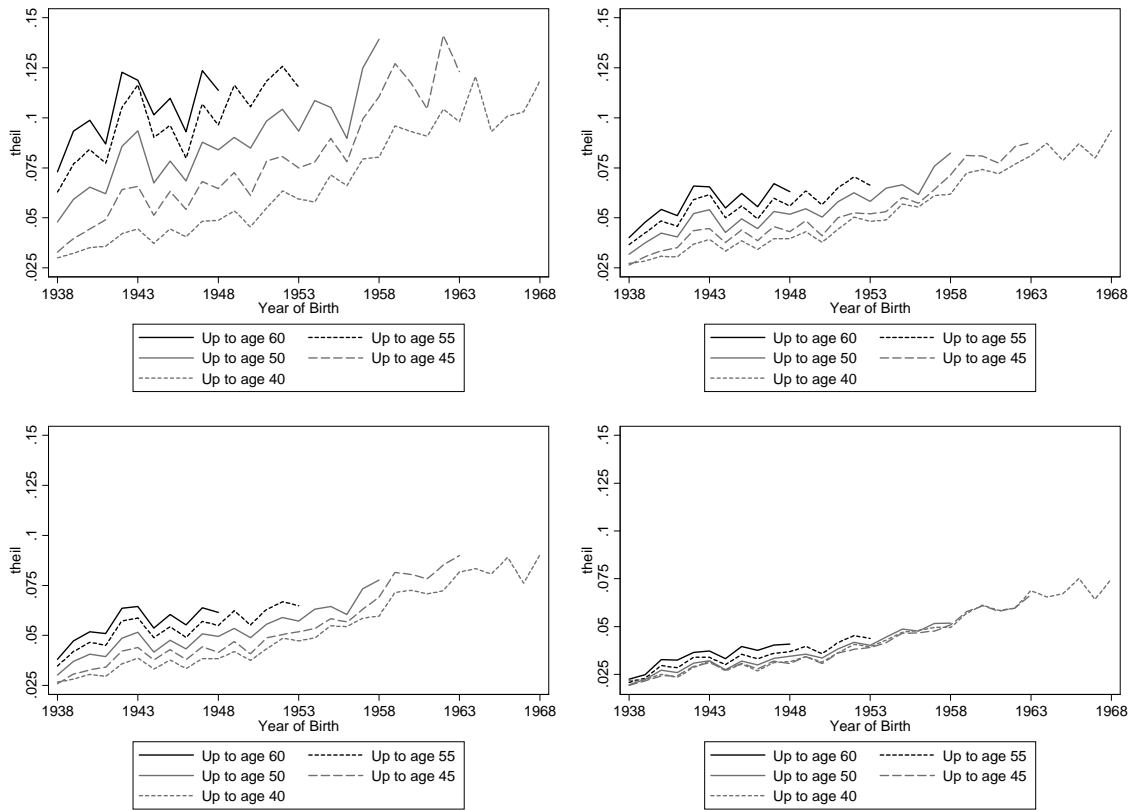 .15
.125
.1
.075
.05
.025
theil
1938 1943 1948 1953 1958 1963 1968
Year of Birth
Up to age 60 Up to age 55
Up to age 50 Up to age 45
Up to age 40
.15
.125
.1
.075
.05
.025
theil
1938 1943 1948 1953 1958 1963 1968
Year of Birth
Up to age 60 Up to age 55
Up to age 50 Up to age 45
Up to age 40
.15
.125
.1
.075
.05
.025
theil
1938 1943 1948 1953 1958 1963 1968
Year of Birth
Up to age 60 Up to age 55
Up to age 50 Up to age 45
Up to age 40
.15
.125
.1
.075
.05
.025
theil
1938 1943 1948 1953 1958 1963 1968
Year of Birth
Up to age 60 Up to age 55
Up to age 50 Up to age 45
Up to age 40